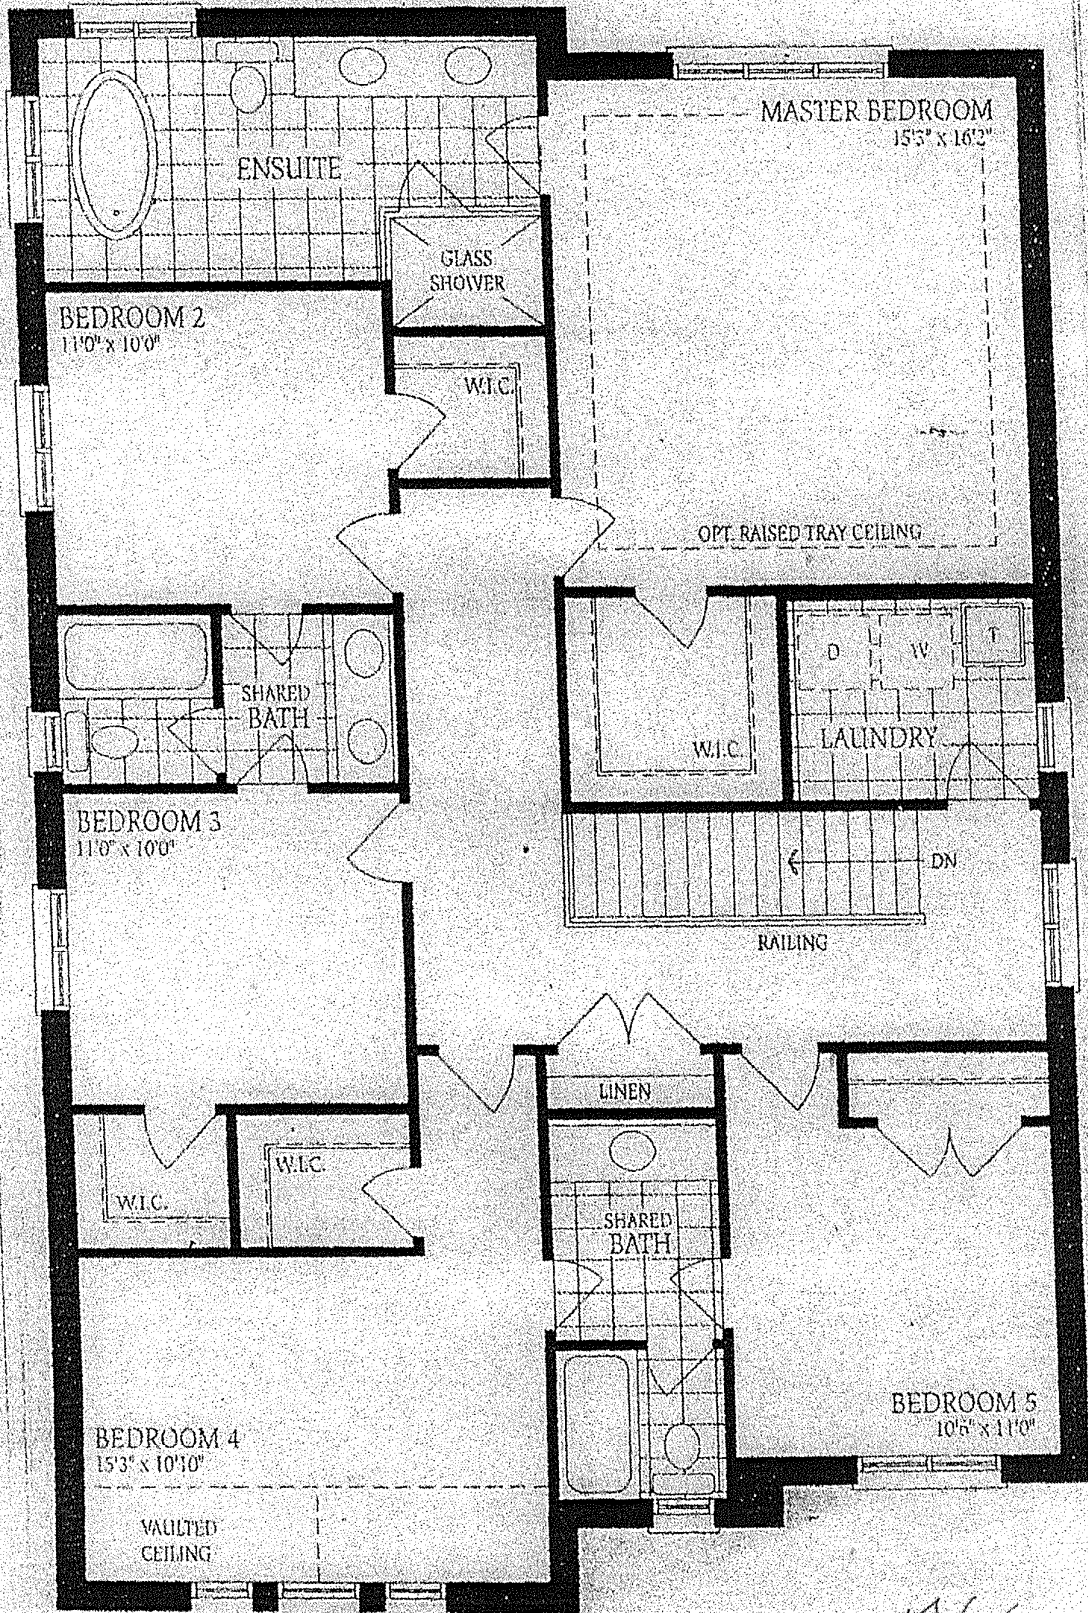 MASTER BEDROOM
15'3" x 16'2"
ENSUITE
GLASS
SHOWER
BEDROOM 2
11'0" x 10'0"
W.I.C.
OPT. RAISED TRAY CEILING
D
W
T
SHARED
BATH
W.I.C.
LAUNDRY
BEDROOM 3
11'0" x 10'0"
DN
RAILING
LINEN
W.I.C.
W.I.C.
SHARED
BATH
BEDROOM 5
10'6" x 11'0"
BEDROOM 4
15'3" x 10'10"
VAULTED
CEILING